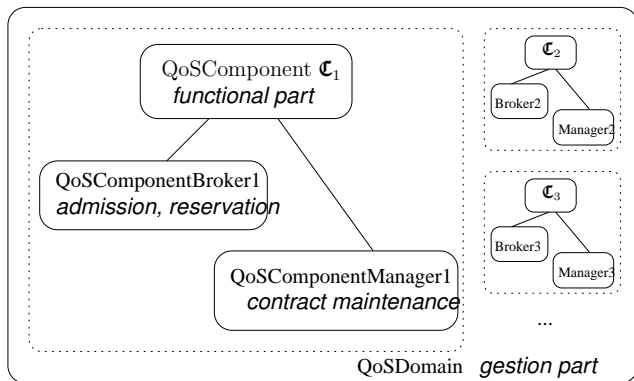 QoSComponent ℭ1
functional part
QoSComponentBroker1
admission, reservation
QoSComponentManager1
contract maintenance
ℭ2
Broker2
Manager2
ℭ3
Broker3
Manager3
...
QoSDomain gestion part